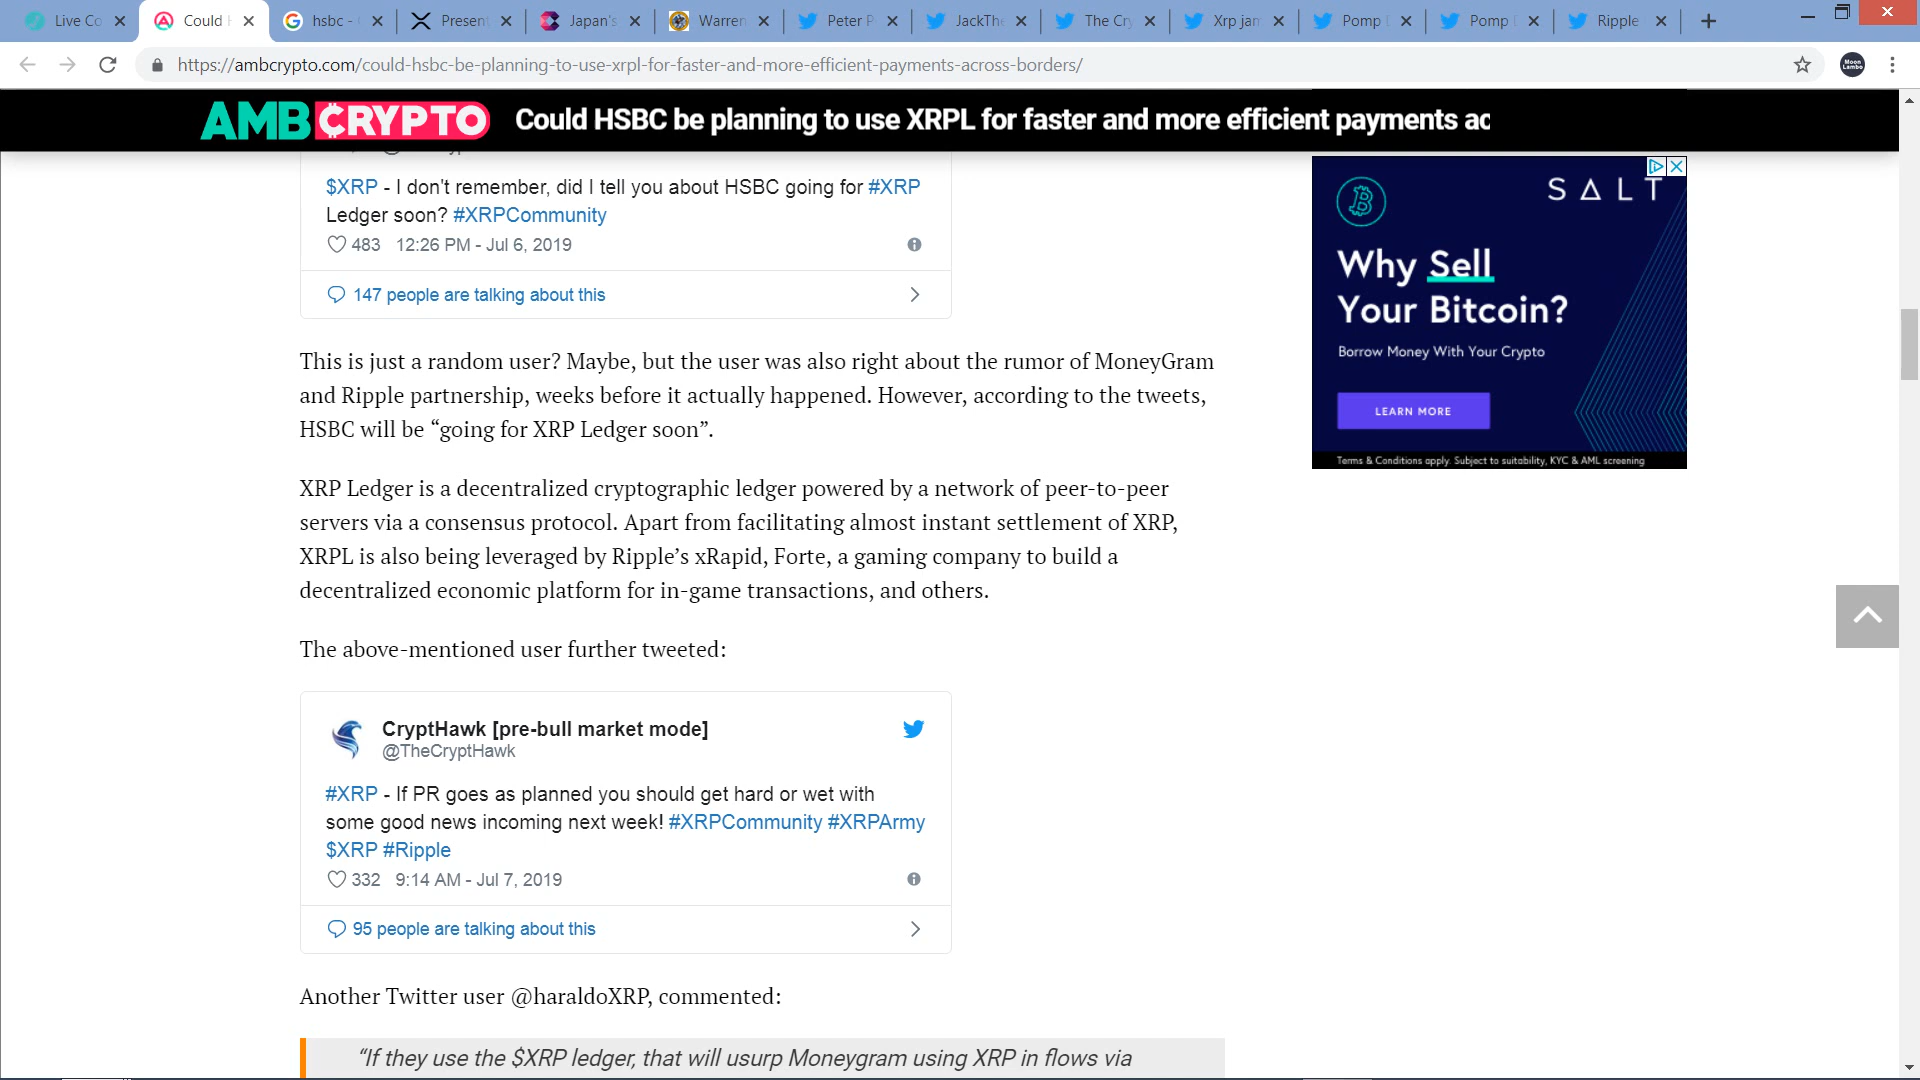 Live Co
Could
hsbc -
Present
Japan's
Warren
Peter P
JackThe
The Cry
Xrp jam
Pomp
Pomp
Ripple
https://ambcrypto.com/could-hsbc-be-planning-to-use-xrpl-for-faster-and-more-efficient-payments-across-borders/
AMBCRYPTO
Could HSBC be planning to use XRPL for faster and more efficient payments ac
$XRP - I don't remember, did I tell you about HSBC going for #XRP
Ledger soon? #XRPCommunity
483 12:26 PM - Jul 6, 2019
147 people are talking about this
SALT
Why Sell
Your Bitcoin?
Borrow Money With Your Crypto
LEARN MORE
Terms & Conditions apply. Subject to suitability, KYC & AML screening
This is just a random user? Maybe, but the user was also right about the rumor of MoneyGram
and Ripple partnership, weeks before it actually happened. However, according to the tweets,
HSBC will be “going for XRP Ledger soon”.
XRP Ledger is a decentralized cryptographic ledger powered by a network of peer-to-peer
servers via a consensus protocol. Apart from facilitating almost instant settlement of XRP,
XRPL is also being leveraged by Ripple’s xRapid, Forte, a gaming company to build a
decentralized economic platform for in-game transactions, and others.
The above-mentioned user further tweeted:
CryptHawk [pre-bull market mode]
@TheCryptHawk
#XRP - If PR goes as planned you should get hard or wet with
some good news incoming next week! #XRPCommunity #XRPArmy
$XRP #Ripple
332 9:14 AM - Jul 7, 2019
95 people are talking about this
Another Twitter user @haraldoXRP, commented:
“If they use the $XRP ledger, that will usurp Moneygram using XRP in flows via